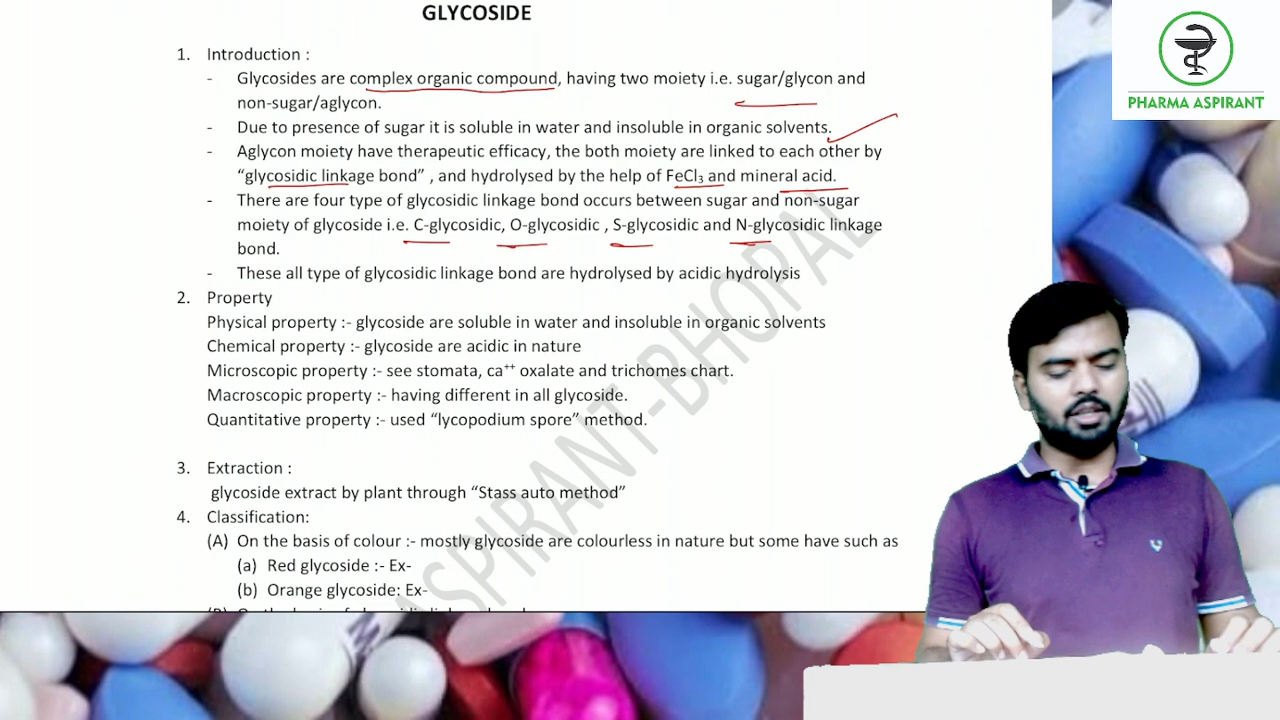 GLYCOSIDE
1. Introduction :
- Glycosides are complex organic compound, having two moiety i.e. sugar/glycon and
non-sugar/aglycon.
- Due to presence of sugar it is soluble in water and insoluble in organic solvents.
- Aglycon moiety have therapeutic efficacy, the both moiety are linked to each other by
“glycosidic linkage bond” , and hydrolysed by the help of FeCl₃ and mineral acid.
- There are four type of glycosidic linkage bond occurs between sugar and non-sugar
moiety of glycoside i.e. C-glycosidic, O-glycosidic , S-glycosidic and N-glycosidic linkage
bond.
- These all type of glycosidic linkage bond are hydrolysed by acidic hydrolysis
2. Property
Physical property :- glycoside are soluble in water and insoluble in organic solvents
Chemical property :- glycoside are acidic in nature
Microscopic property :- see stomata, ca⁺⁺ oxalate and trichomes chart.
Macroscopic property :- having different in all glycoside.
Quantitative property :- used “lycopodium spore” method.
3. Extraction :
glycoside extract by plant through “Stass auto method”
4. Classification:
(A) On the basis of colour :- mostly glycoside are colourless in nature but some have such as
(a) Red glycoside :- Ex-
(b) Orange glycoside: Ex-
ASPIRANT-BHOPAL
PHARMA ASPIRANT